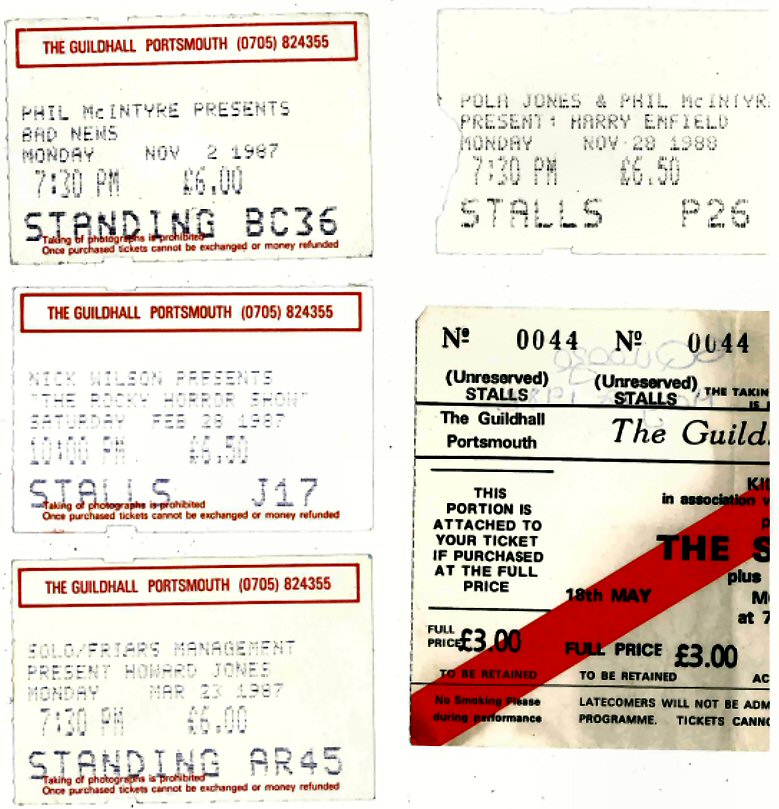 THE GUILDHALL PORTSMOUTH (0705) 824355
PHIL McINTYRE PRESENTS
BAD NEWS
MONDAY NOV 2 1987
7:30 PM £6.00
STANDING BC36
Taking of photographs is prohibited
Once purchased tickets cannot be exchanged or money refunded
THE GUILDHALL PORTSMOUTH (0705) 824355
NICK WILSON PRESENTS
"THE ROCKY HORROR SHOW"
SATURDAY FEB 28 1987
10:00 PM £6.50
STALLS J17
Taking of photographs is prohibited
Once purchased tickets cannot be exchanged or money refunded
THE GUILDHALL PORTSMOUTH (0705) 824355
SOLO/FRIARS MANAGEMENT
PRESENT HOWARD JONES
MONDAY MAR 23 1987
7:30 PM £6.00
STANDING AR45
Taking of photographs is prohibited
Once purchased tickets cannot be exchanged or money refunded
POLA JONES & PHIL McINTYR
PRESENT: HARRY ENFIELD
MONDAY NOV 28 1988
7:30 PM £6.50
STALLS P26
Nº 0044 Nº 0044
(Unreserved) STALLS
(Unreserved) STALLS
THE TAKIN
The Guildhall
Portsmouth
The Guild
THIS
PORTION IS
ATTACHED TO
YOUR TICKET
IF PURCHASED
AT THE FULL
PRICE
FULL
PRICE £3.00
TO BE RETAINED
No Smoking Please
during performance
Kit
in association
THE S
plus
18th MAY M
at 7
FULL PRICE £3.00
TO BE RETAINED AC
LATECOMERS WILL NOT BE ADM
PROGRAMME. TICKETS CANNO